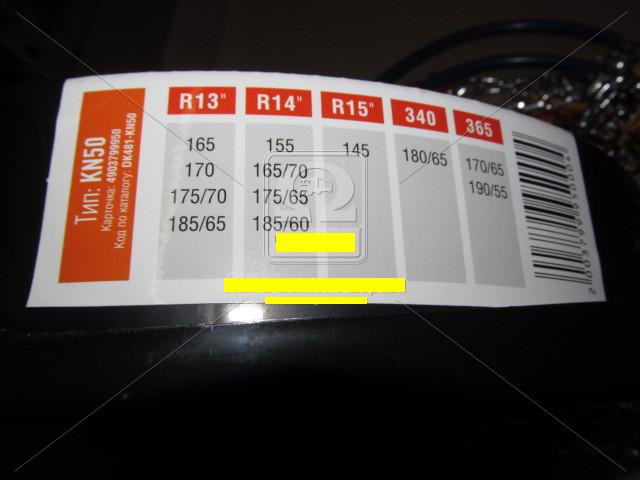 Тип: KN50
Карточка: 4903799950
Код по каталогу: DK481-KN50
R13" R14" R15" 340 365
165 155 145 180/65 170/65
170 165/70 190/55
175/70 175/65
185/65 185/60